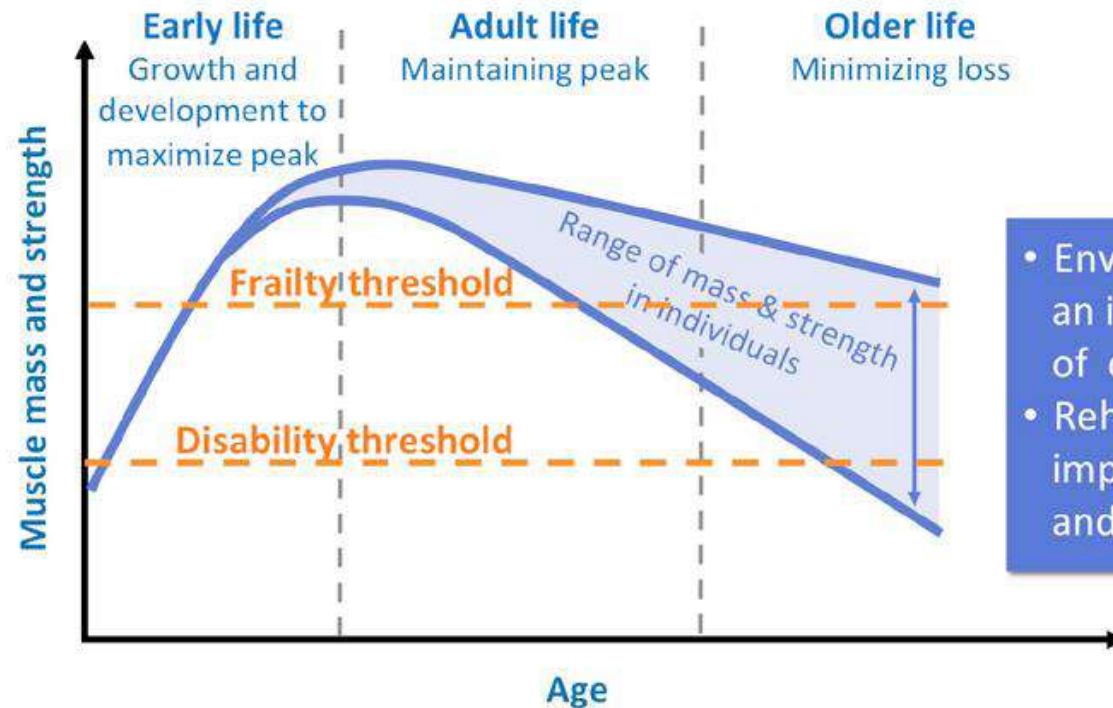 Early life
Growth and
development to
maximize peak
Adult life
Maintaining peak
Older life
Minimizing loss
Muscle mass and strength
Frailty threshold
Range of mass & strength
in individuals
Disability threshold
Age
• Env
an i
of
• Reh
imp
and